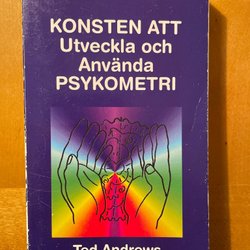 KONSTEN ATT
Utveckla och
Använda
PSYKOMETRI
Ted Andrews